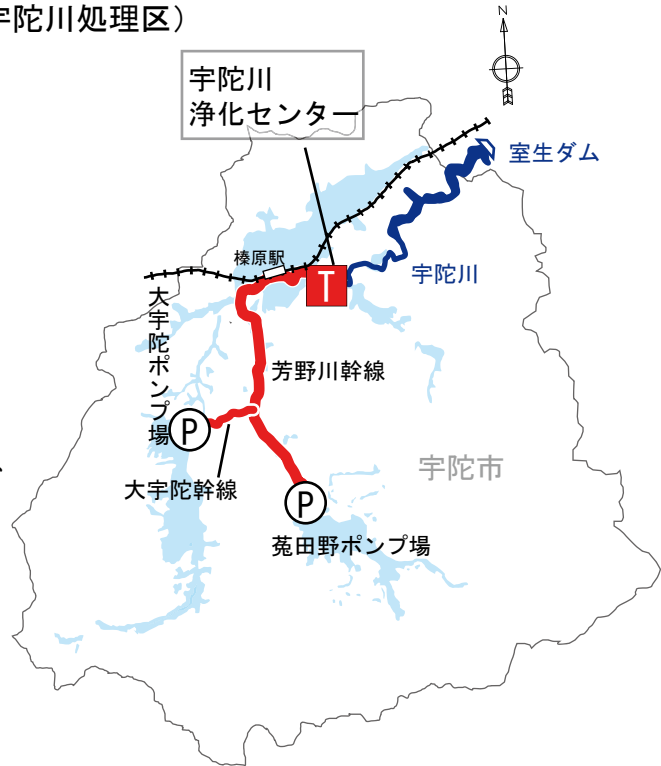 宇陀川処理区）
N
宇陀川
浄化センター
室生ダム
榛原駅
宇陀川
T
大宇陀ポンプ場
芳野川幹線
P
大宇陀幹線
宇陀市
P
菟田野ポンプ場